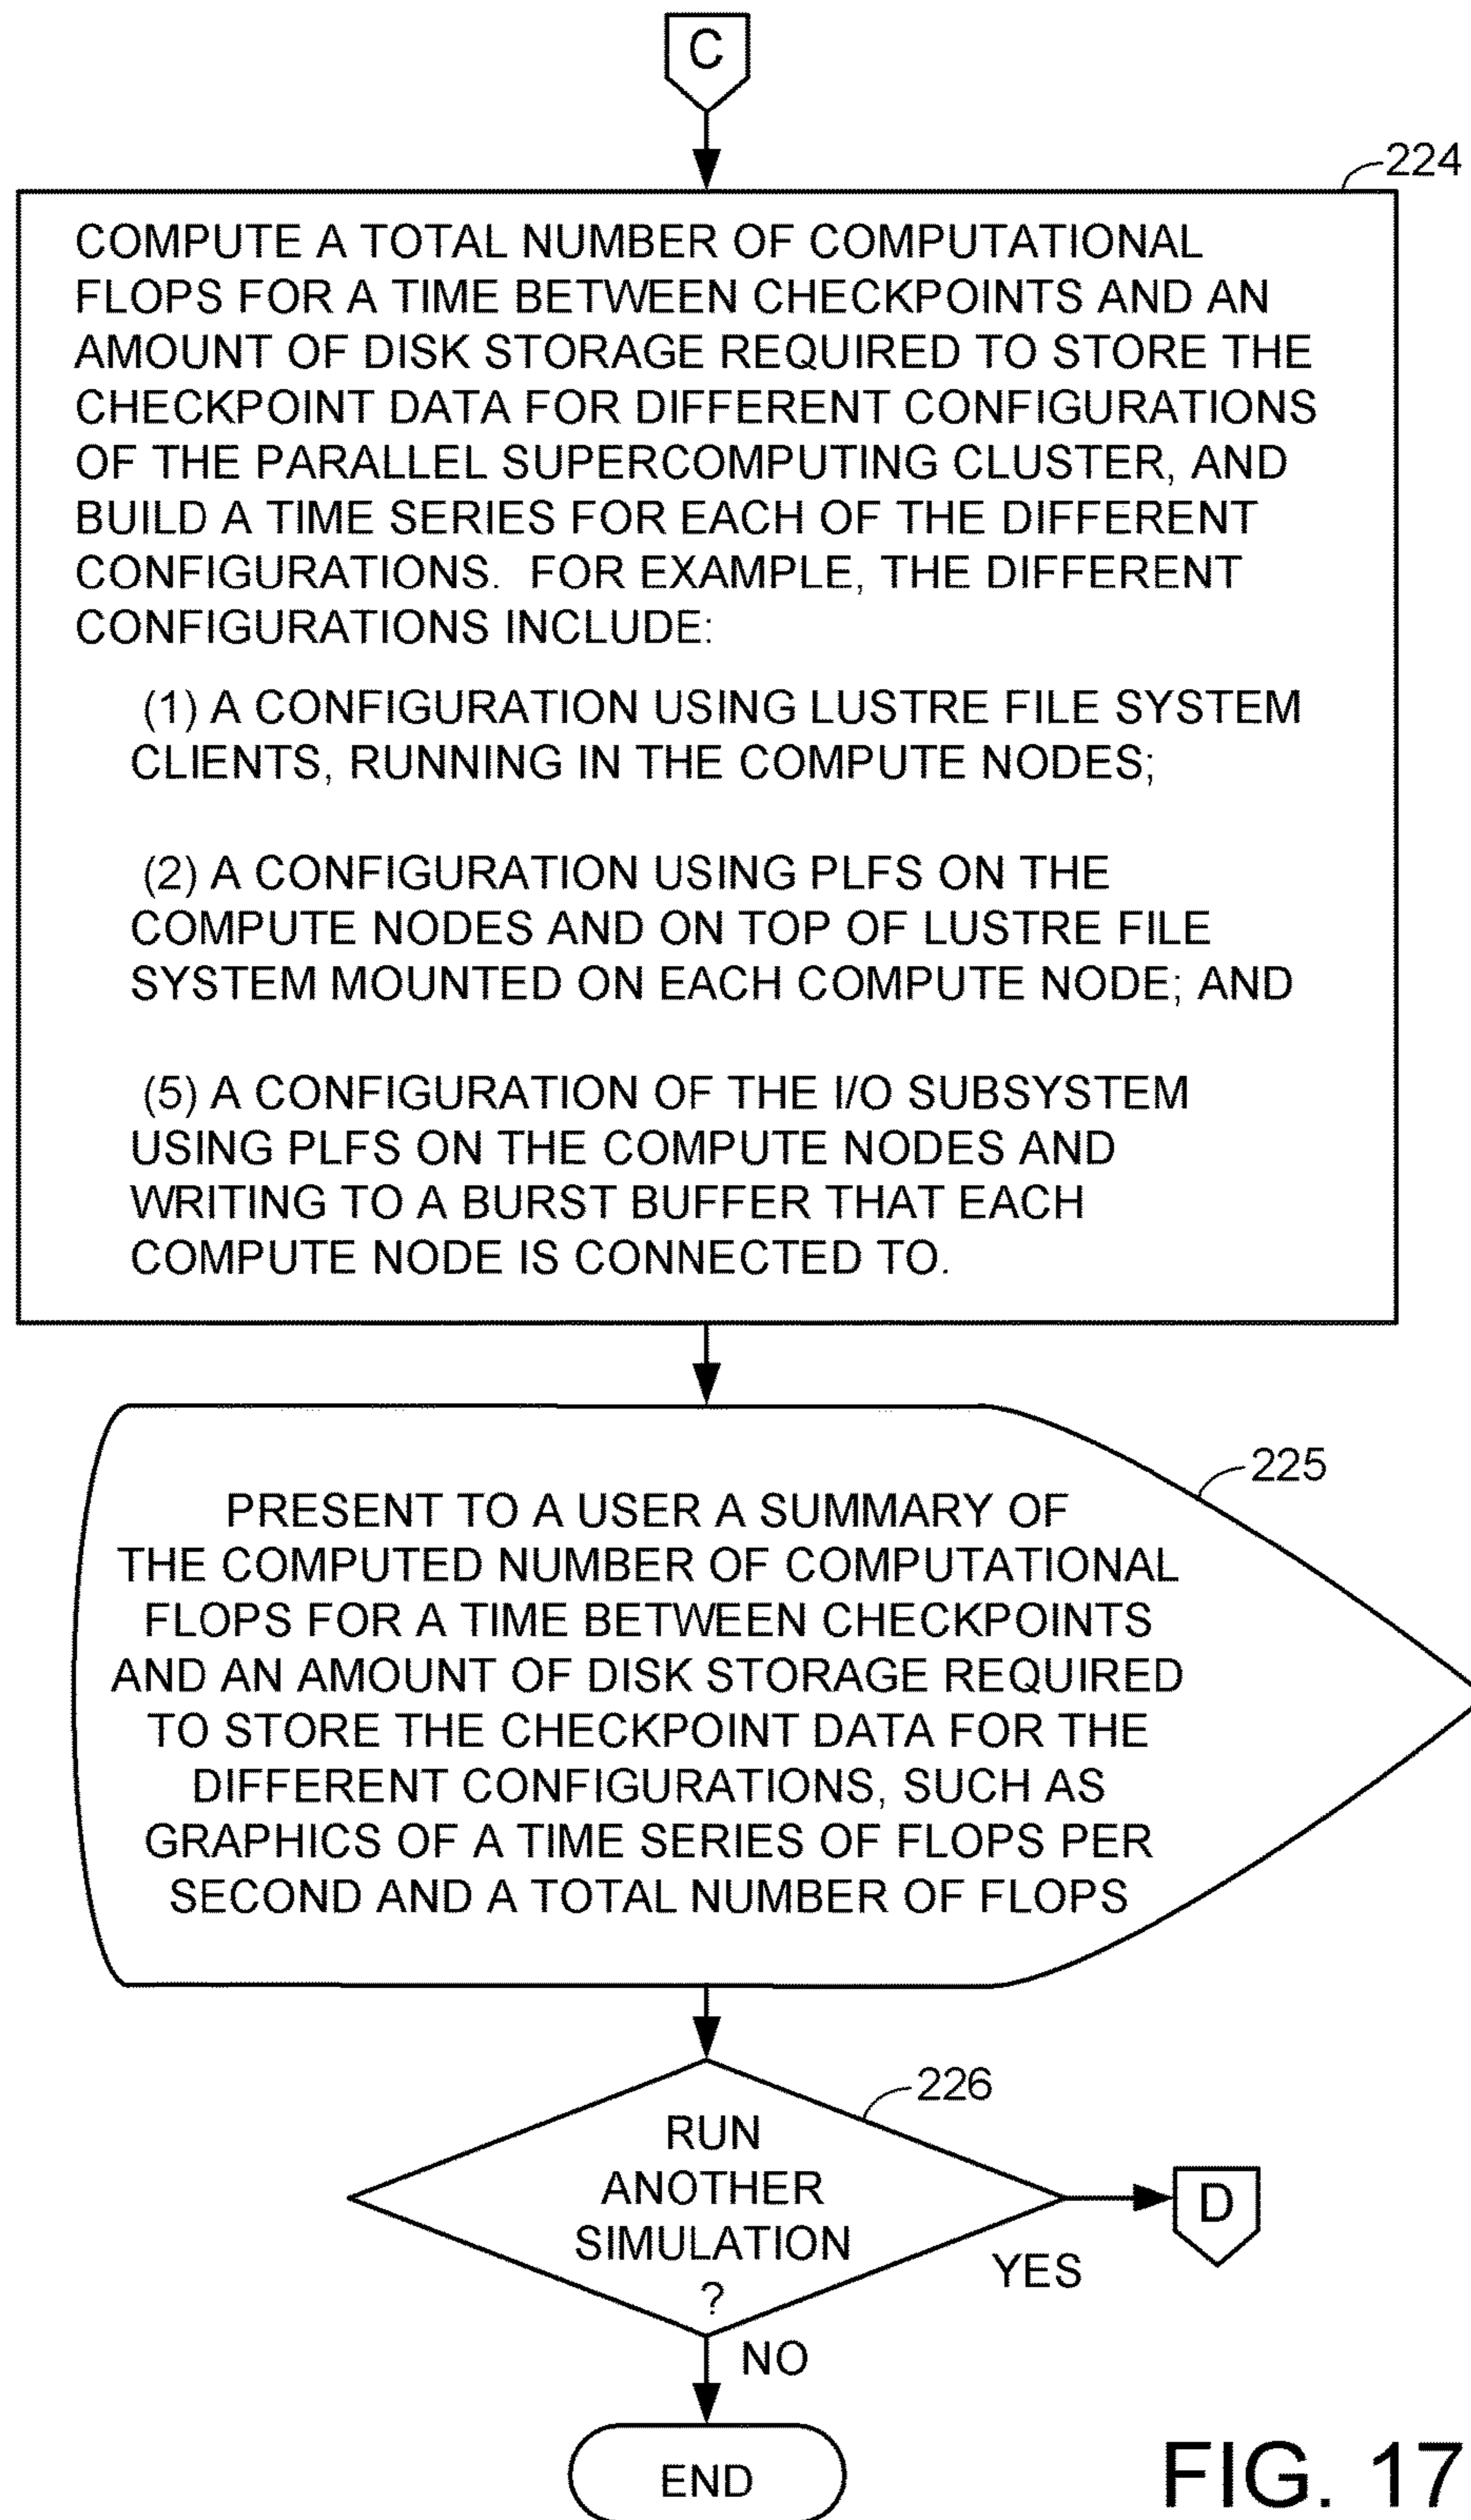 C
224
COMPUTE A TOTAL NUMBER OF COMPUTATIONAL
FLOPS FOR A TIME BETWEEN CHECKPOINTS AND AN
AMOUNT OF DISK STORAGE REQUIRED TO STORE THE
CHECKPOINT DATA FOR DIFFERENT CONFIGURATIONS
OF THE PARALLEL SUPERCOMPUTING CLUSTER, AND
BUILD A TIME SERIES FOR EACH OF THE DIFFERENT
CONFIGURATIONS. FOR EXAMPLE, THE DIFFERENT
CONFIGURATIONS INCLUDE:
(1) A CONFIGURATION USING LUSTRE FILE SYSTEM
CLIENTS, RUNNING IN THE COMPUTE NODES;
(2) A CONFIGURATION USING PLFS ON THE
COMPUTE NODES AND ON TOP OF LUSTRE FILE
SYSTEM MOUNTED ON EACH COMPUTE NODE; AND
(5) A CONFIGURATION OF THE I/O SUBSYSTEM
USING PLFS ON THE COMPUTE NODES AND
WRITING TO A BURST BUFFER THAT EACH
COMPUTE NODE IS CONNECTED TO.
225
PRESENT TO A USER A SUMMARY OF
THE COMPUTED NUMBER OF COMPUTATIONAL
FLOPS FOR A TIME BETWEEN CHECKPOINTS
AND AN AMOUNT OF DISK STORAGE REQUIRED
TO STORE THE CHECKPOINT DATA FOR THE
DIFFERENT CONFIGURATIONS, SUCH AS
GRAPHICS OF A TIME SERIES OF FLOPS PER
SECOND AND A TOTAL NUMBER OF FLOPS
226
RUN
ANOTHER
SIMULATION
?
D
YES
NO
END
FIG. 17